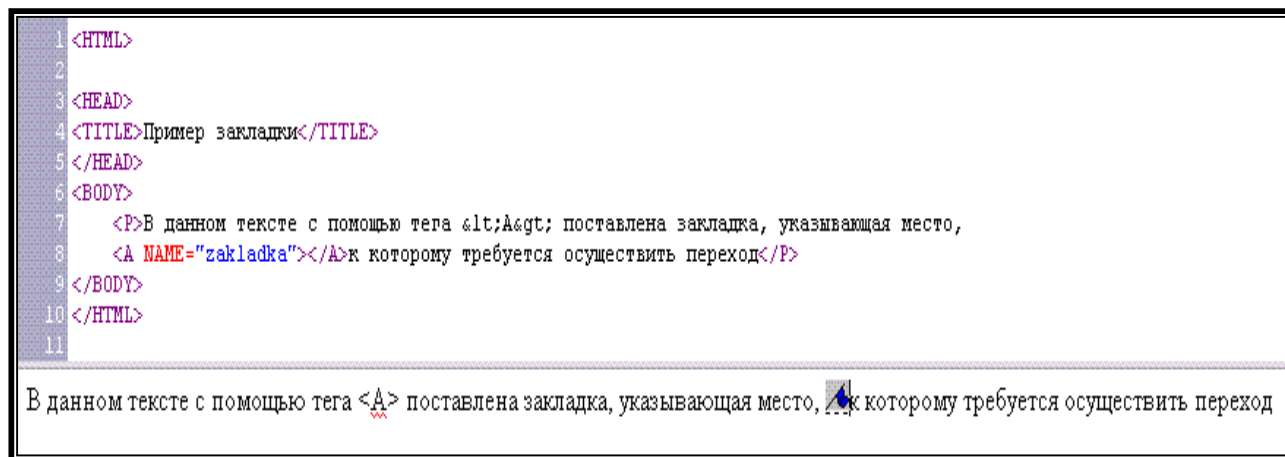 1 <HTML>
2
3 <HEAD>
4 <TITLE>Пример закладки</TITLE>
5 </HEAD>
6 <BODY>
7 <P>В данном тексте с помощью тега &lt;A&gt; поставлена закладка, указывающая место,
8 <A NAME="zakladka"></A>к которому требуется осуществить переход</P>
9 </BODY>
10 </HTML>
11
В данном тексте с помощью тега <A> поставлена закладка, указывающая место, к которому требуется осуществить переход